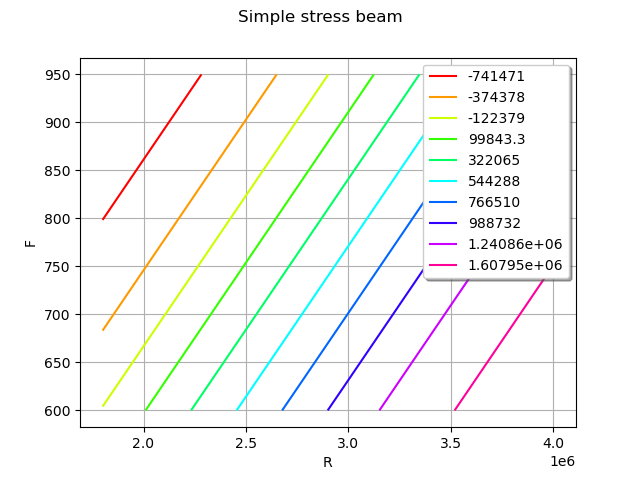 Simple stress beam
F
950
900
850
800
750
700
650
600
-741471
-374378
-122379
99843.3
322065
544288
766510
988732
1.24086e+06
1.60795e+06
2.0 2.5 3.0 3.5 4.0
1e6
R